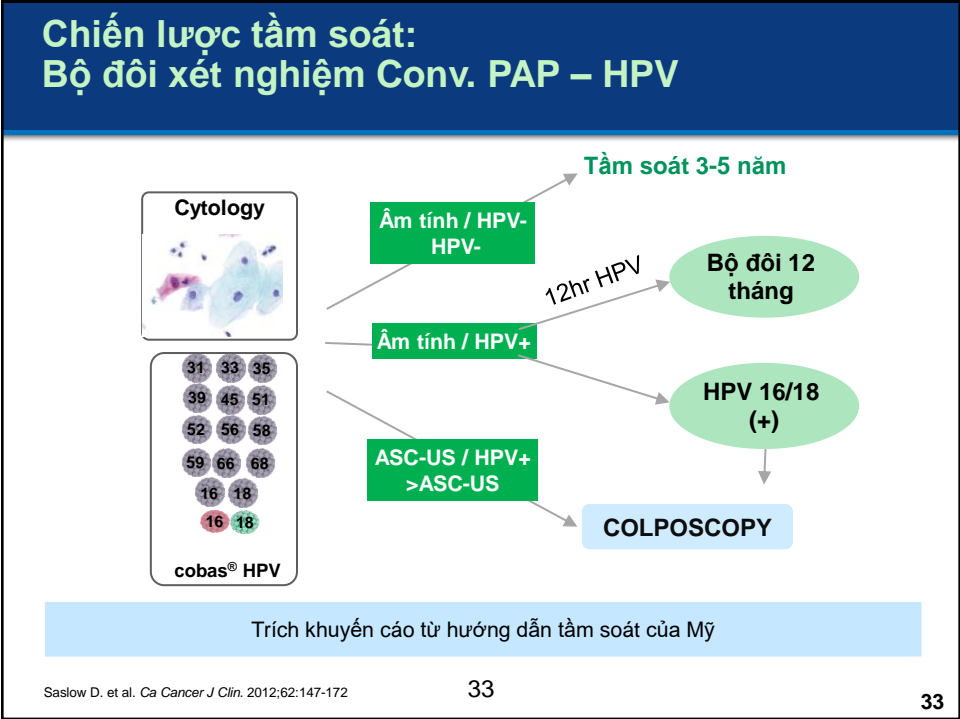 Chiến lược tầm soát:
Bộ đôi xét nghiệm Conv. PAP – HPV
Tầm soát 3-5 năm
Cytology
Âm tính / HPV-
HPV-
12hr HPV
Bộ đôi 12
tháng
Âm tính / HPV+
31 33 35
39 45 51
52 56 58
59 66 68
16 18
16 18
cobas® HPV
HPV 16/18
(+)
ASC-US / HPV+
>ASC-US
COLPOSCOPY
Trích khuyến cáo từ hướng dẫn tầm soát của Mỹ
Saslow D. et al. Ca Cancer J Clin. 2012;62:147-172
33
33